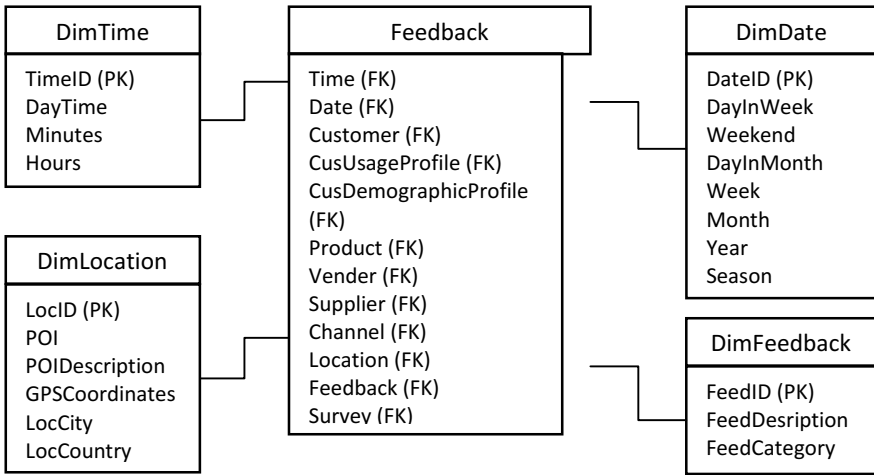 DimTime
TimeID (PK)
DayTime
Minutes
Hours
DimLocation
LocID (PK)
POI
POIDescription
GPSCoordinates
LocCity
LocCountry
Feedback
Time (FK)
Date (FK)
Customer (FK)
CusUsageProfile (FK)
CusDemographicProfile
(FK)
Product (FK)
Vender (FK)
Supplier (FK)
Channel (FK)
Location (FK)
Feedback (FK)
Survey (FK)
DimDate
DateID (PK)
DayInWeek
Weekend
DayInMonth
Week
Month
Year
Season
DimFeedback
FeedID (PK)
FeedDesription
FeedCategory